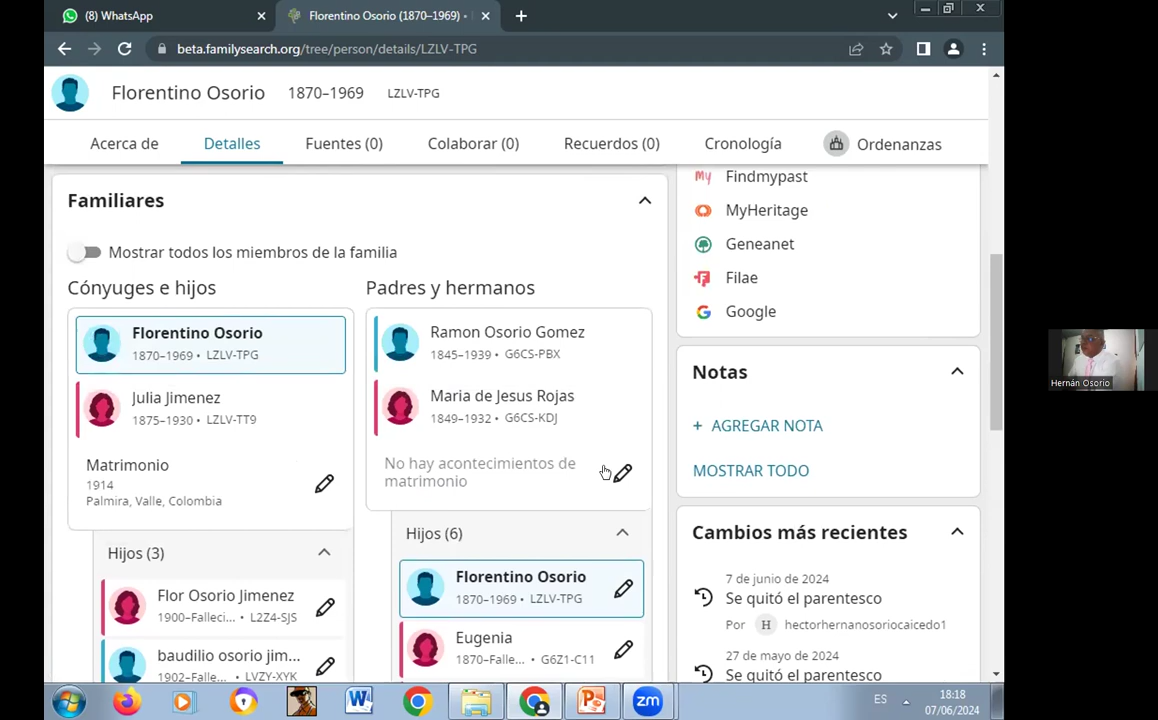 (8) WhatsApp
Florentino Osorio (1870–1969) •
beta.familysearch.org/tree/person/details/LZLV-TPG
Florentino Osorio 1870–1969 LZLV-TPG
Acerca de Detalles Fuentes (0) Colaborar (0) Recuerdos (0) Cronología Ordenanzas
Familiares
Mostrar todos los miembros de la familia
Cónyuges e hijos
Florentino Osorio
1870–1969 • LZLV-TPG
Julia Jimenez
1875–1930 • LZLV-TT9
Matrimonio
1914
Palmira, Valle, Colombia
Hijos (3)
Flor Osorio Jimenez
1900–Falleci... • L2Z4-SJS
baudilio osorio jim...
1902–Falle... • LVZY-XYK
Padres y hermanos
Ramon Osorio Gomez
1845–1939 • G6CS-PBX
Maria de Jesus Rojas
1849–1932 • G6CS-KDJ
No hay acontecimientos de
matrimonio
Hijos (6)
Florentino Osorio
1870–1969 • LZLV-TPG
Eugenia
1870–Falle... • G6Z1-C11
my Findmypast
MyHeritage
Geneanet
Filae
G Google
Notas
+ AGREGAR NOTA
MOSTRAR TODO
Cambios más recientes
7 de junio de 2024
Se quitó el parentesco
Por H hectorhernanosoriocaicedo1
27 de mayo de 2024
Se quitó el parentesco
Hernán Osorio
W
P
zm
ES
18:18
07/06/2024